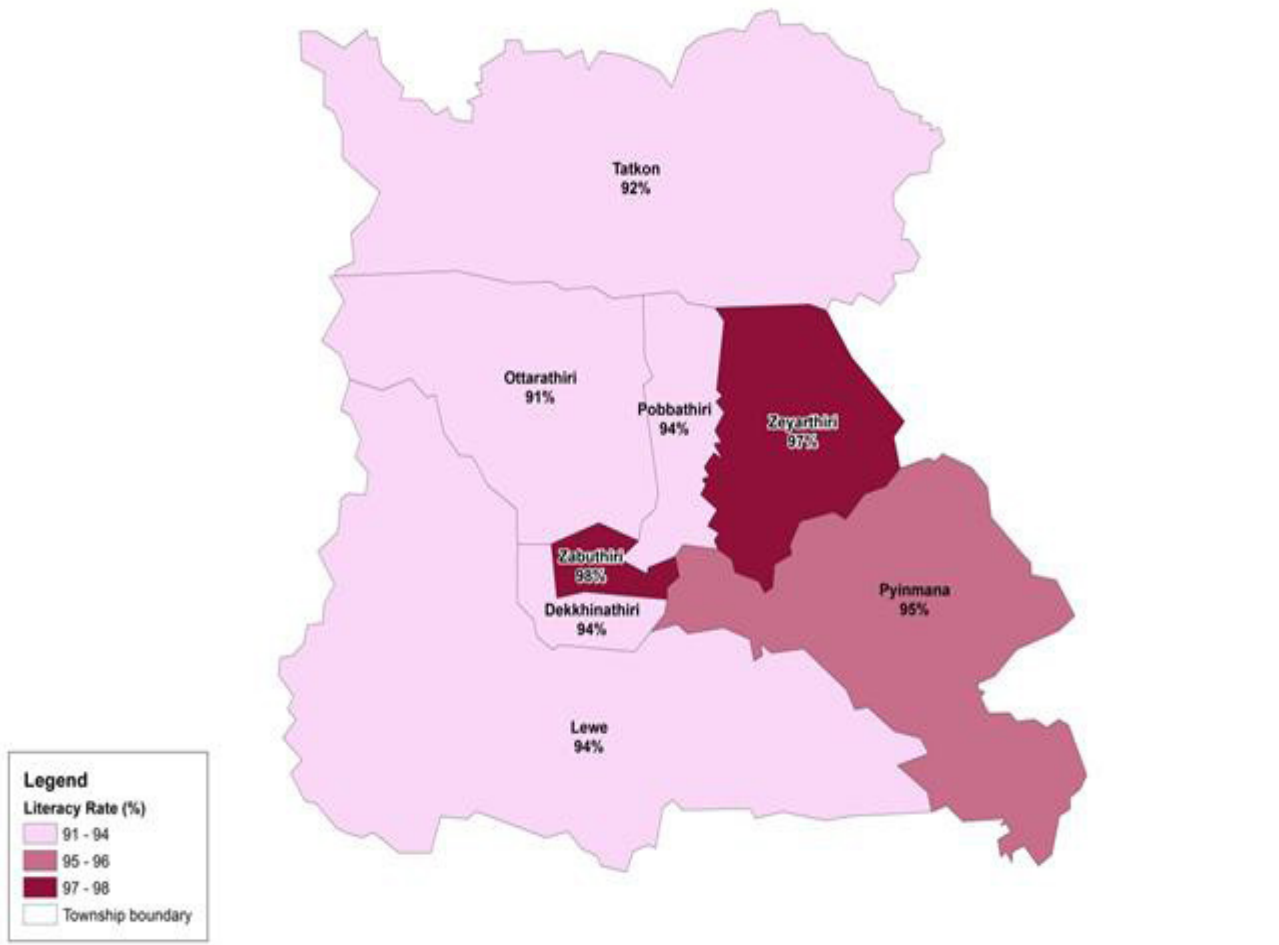 Tatkon
92%
Ottarathiri
91%
Pobbathiri
94%
Zeyarthiri
97%
Zabuthiri
98%
Dekkhinathiri
94%
Pyinmana
95%
Lewe
94%
Legend
Literacy Rate (%)
91 - 94
95 - 96
97 - 98
Township boundary